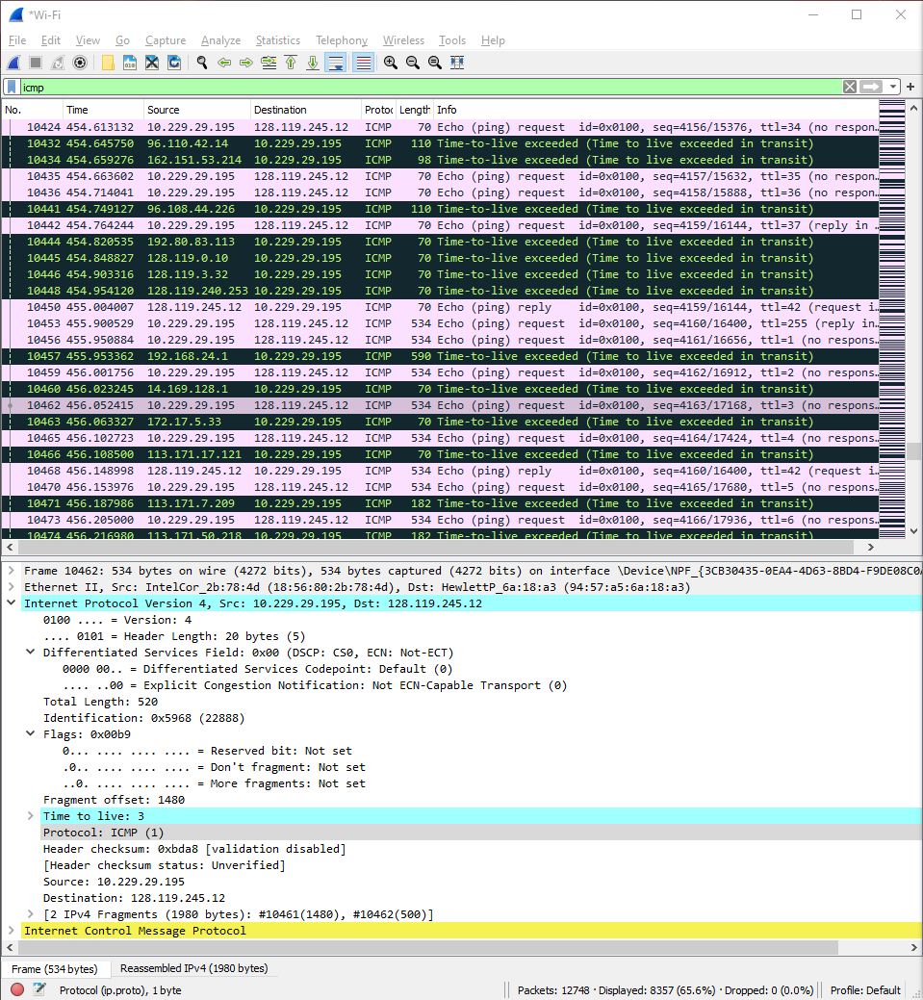 *Wi-Fi
File Edit View Go Capture Analyze Statistics Telephony Wireless Tools Help
icmp
No. Time Source Destination Protoc Length Info
10424 454.613132 10.229.29.195 128.119.245.12 ICMP 70 Echo (ping) request id=0x0100, seq=4156/15376, ttl=34 (no respon…
10432 454.645750 96.110.42.14 10.229.29.195 ICMP 110 Time-to-live exceeded (Time to live exceeded in transit)
10434 454.659276 162.151.53.214 10.229.29.195 ICMP 98 Time-to-live exceeded (Time to live exceeded in transit)
10435 454.663602 10.229.29.195 128.119.245.12 ICMP 70 Echo (ping) request id=0x0100, seq=4157/15632, ttl=35 (no respon…
10436 454.714041 10.229.29.195 128.119.245.12 ICMP 70 Echo (ping) request id=0x0100, seq=4158/15888, ttl=36 (no respon…
10441 454.749127 96.108.44.226 10.229.29.195 ICMP 110 Time-to-live exceeded (Time to live exceeded in transit)
10442 454.764244 10.229.29.195 128.119.245.12 ICMP 70 Echo (ping) request id=0x0100, seq=4159/16144, ttl=37 (reply in …
10444 454.820535 192.80.83.113 10.229.29.195 ICMP 70 Time-to-live exceeded (Time to live exceeded in transit)
10445 454.848827 128.119.0.10 10.229.29.195 ICMP 70 Time-to-live exceeded (Time to live exceeded in transit)
10446 454.903316 128.119.3.32 10.229.29.195 ICMP 70 Time-to-live exceeded (Time to live exceeded in transit)
10448 454.954120 128.119.240.253 10.229.29.195 ICMP 70 Time-to-live exceeded (Time to live exceeded in transit)
10450 455.004007 128.119.245.12 10.229.29.195 ICMP 70 Echo (ping) reply id=0x0100, seq=4159/16144, ttl=42 (request i…
10453 455.900529 10.229.29.195 128.119.245.12 ICMP 534 Echo (ping) request id=0x0100, seq=4160/16400, ttl=255 (reply in…
10456 455.950884 10.229.29.195 128.119.245.12 ICMP 534 Echo (ping) request id=0x0100, seq=4161/16656, ttl=1 (no respons…
10457 455.953362 192.168.24.1 10.229.29.195 ICMP 590 Time-to-live exceeded (Time to live exceeded in transit)
10459 456.001756 10.229.29.195 128.119.245.12 ICMP 534 Echo (ping) request id=0x0100, seq=4162/16912, ttl=2 (no respons…
10460 456.023245 14.169.128.1 10.229.29.195 ICMP 70 Time-to-live exceeded (Time to live exceeded in transit)
10462 456.052415 10.229.29.195 128.119.245.12 ICMP 534 Echo (ping) request id=0x0100, seq=4163/17168, ttl=3 (no respons…
10463 456.063327 172.17.5.33 10.229.29.195 ICMP 70 Time-to-live exceeded (Time to live exceeded in transit)
10465 456.102723 10.229.29.195 128.119.245.12 ICMP 534 Echo (ping) request id=0x0100, seq=4164/17424, ttl=4 (no respons…
10466 456.108500 113.171.17.121 10.229.29.195 ICMP 70 Time-to-live exceeded (Time to live exceeded in transit)
10468 456.148998 128.119.245.12 10.229.29.195 ICMP 534 Echo (ping) reply id=0x0100, seq=4160/16400, ttl=42 (request i…
10470 456.153976 10.229.29.195 128.119.245.12 ICMP 534 Echo (ping) request id=0x0100, seq=4165/17680, ttl=5 (no respons…
10471 456.187986 113.171.7.209 10.229.29.195 ICMP 182 Time-to-live exceeded (Time to live exceeded in transit)
10473 456.205000 10.229.29.195 128.119.245.12 ICMP 534 Echo (ping) request id=0x0100, seq=4166/17936, ttl=6 (no respons…
10474 456.216980 113.171.50.218 10.229.29.195 ICMP 182 Time-to-live exceeded (Time to live exceeded in transit)
Frame 10462: 534 bytes on wire (4272 bits), 534 bytes captured (4272 bits) on interface \Device\NPF_{3CB30435-0EA4-4D63-8BD4-F9DE08C0A
Ethernet II, Src: IntelCor_2b:78:4d (18:56:80:2b:78:4d), Dst: HewlettP_6a:18:a3 (94:57:a5:6a:18:a3)
Internet Protocol Version 4, Src: 10.229.29.195, Dst: 128.119.245.12
0100 .... = Version: 4
.... 0101 = Header Length: 20 bytes (5)
Differentiated Services Field: 0x00 (DSCP: CS0, ECN: Not-ECT)
0000 00.. = Differentiated Services Codepoint: Default (0)
.... ..00 = Explicit Congestion Notification: Not ECN-Capable Transport (0)
Total Length: 520
Identification: 0x5968 (22888)
Flags: 0x00b9
0... .... .... .... = Reserved bit: Not set
.0.. .... .... .... = Don't fragment: Not set
..0. .... .... .... = More fragments: Not set
Fragment offset: 1480
Time to live: 3
Protocol: ICMP (1)
Header checksum: 0xbda8 [validation disabled]
[Header checksum status: Unverified]
Source: 10.229.29.195
Destination: 128.119.245.12
[2 IPv4 Fragments (1980 bytes): #10461(1480), #10462(500)]
Internet Control Message Protocol
Frame (534 bytes) Reassembled IPv4 (1980 bytes)
Protocol (ip.proto), 1 byte Packets: 12748 · Displayed: 8357 (65.6%) · Dropped: 0 (0.0%) Profile: Default